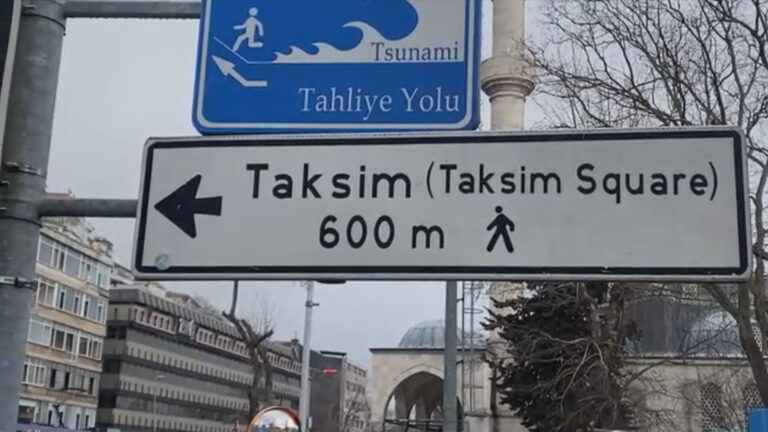 Tsunami
Tahliye Yolu
Taksim (Taksim Square)
600 m